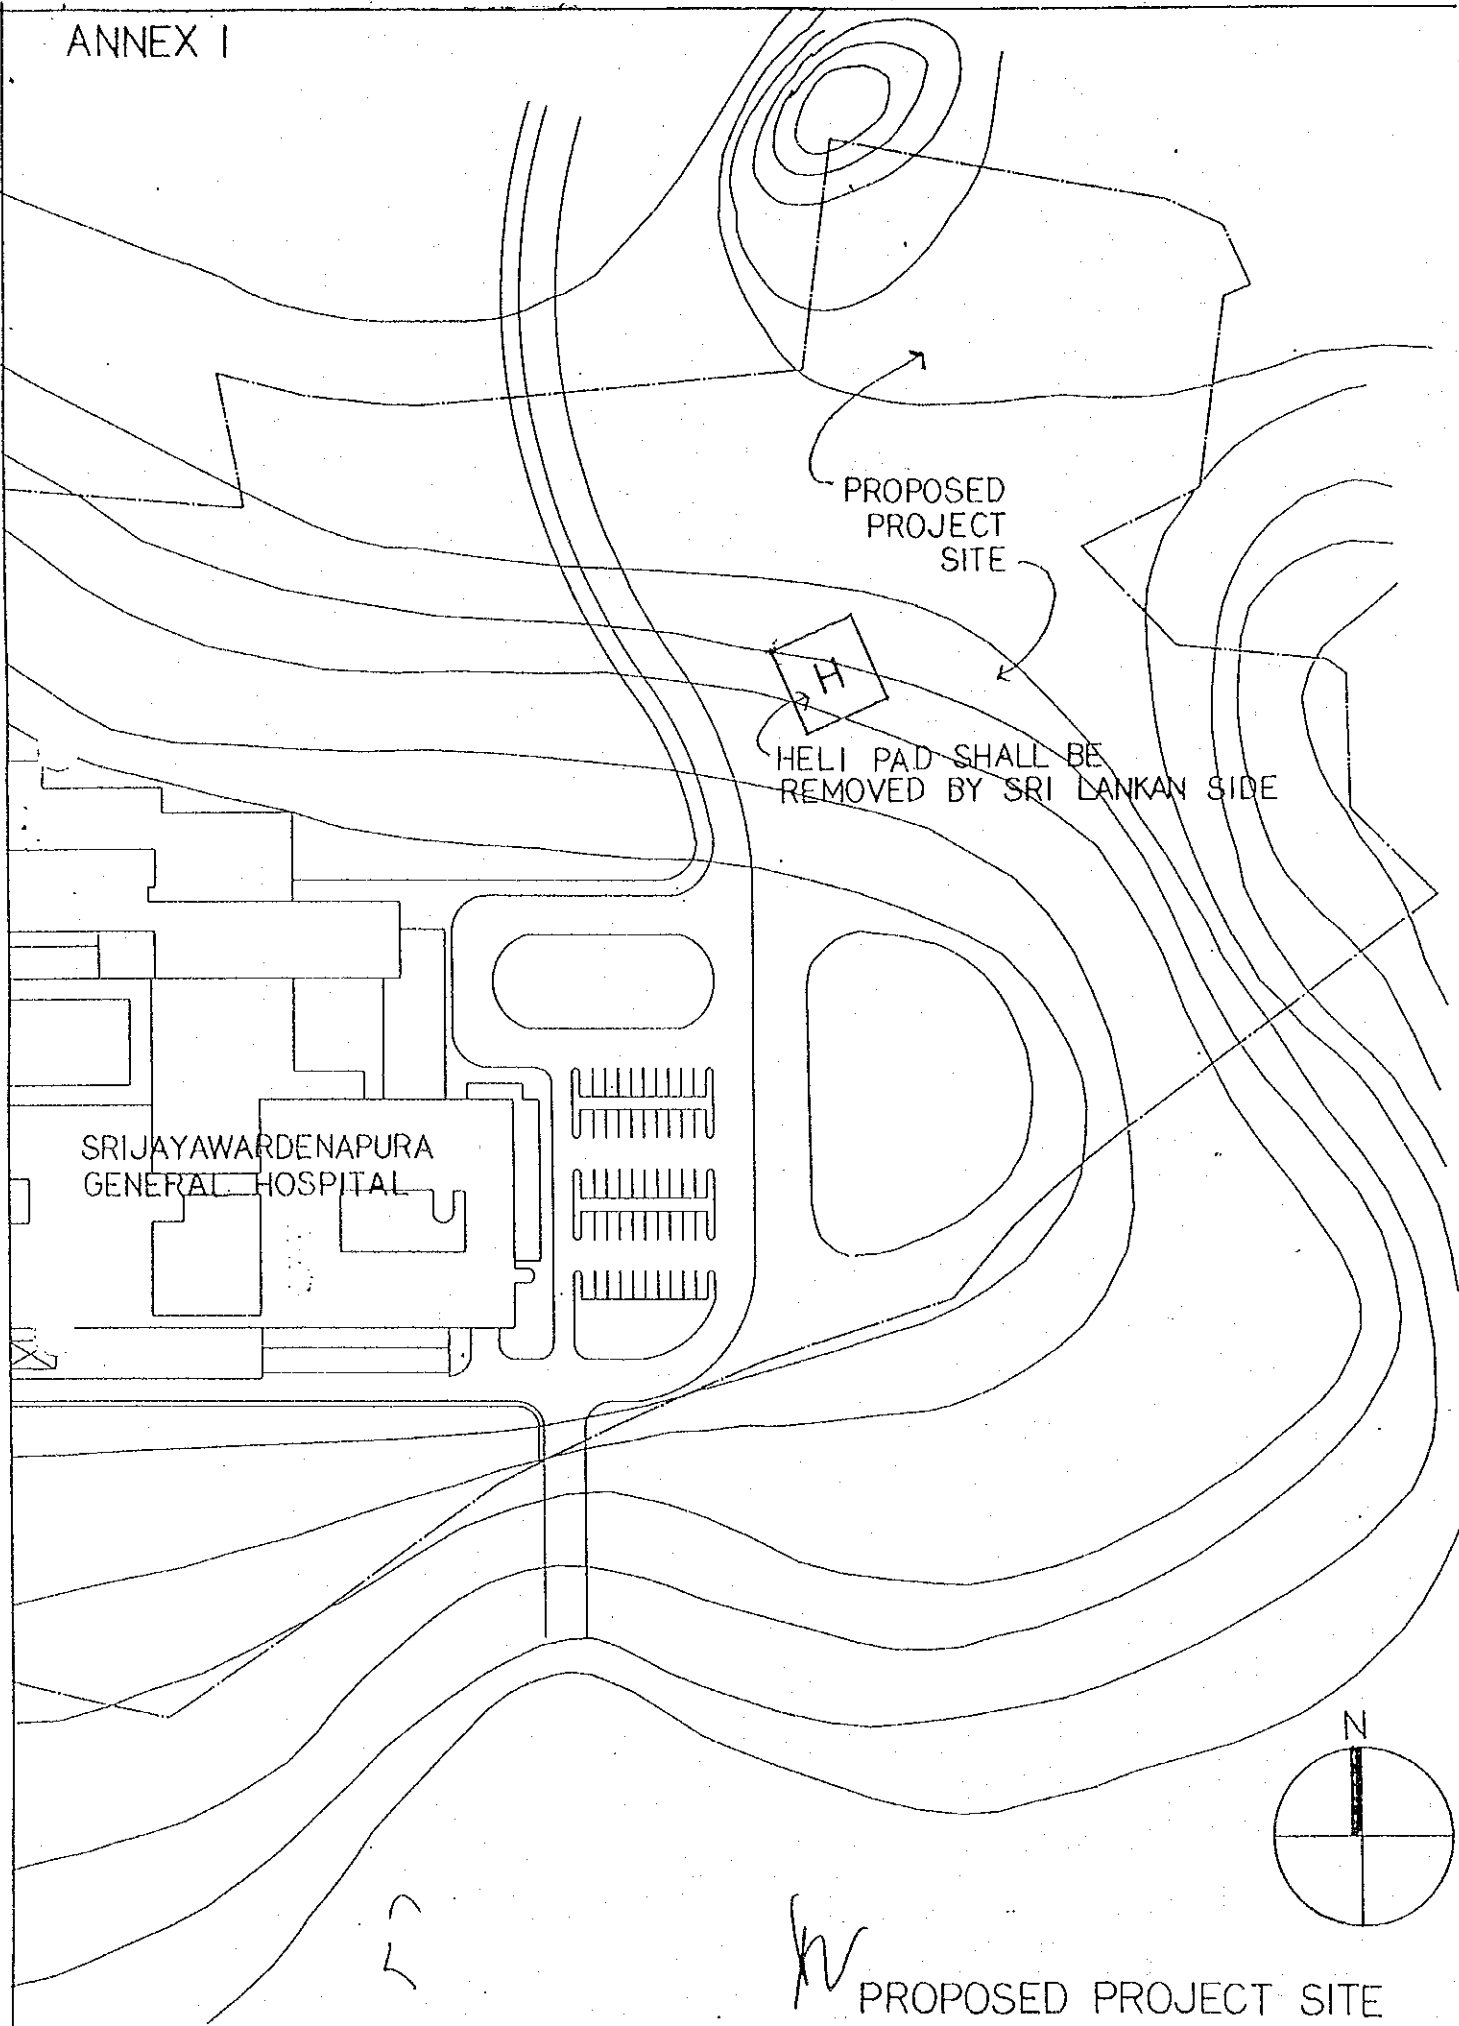 ANNEX I
PROPOSED
PROJECT
SITE
H
HELI PAD SHALL BE
REMOVED BY SRI LANKAN SIDE
SRIJAYAWARDENAPURA
GENERAL HOSPITAL
N
PROPOSED PROJECT SITE